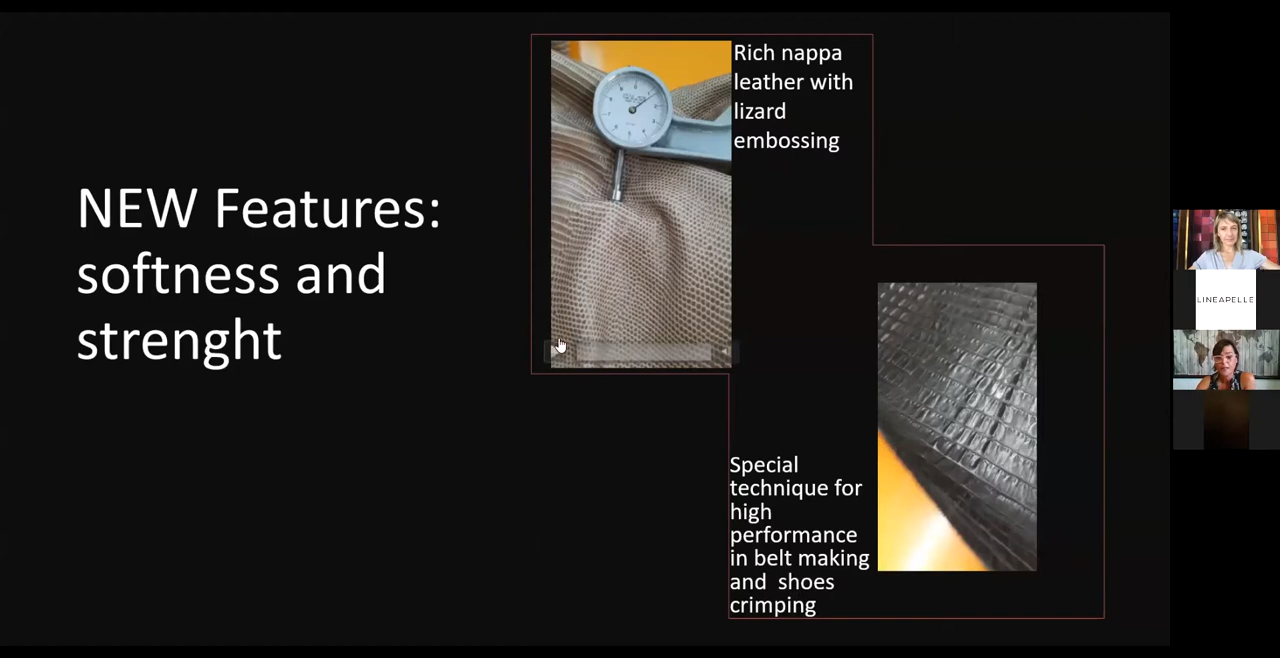 NEW Features:
softness and
strenght
Rich nappa
leather with
lizard
embossing
Special
technique for
high
performance
in belt making
and  shoes
crimping
LINEAPELLE